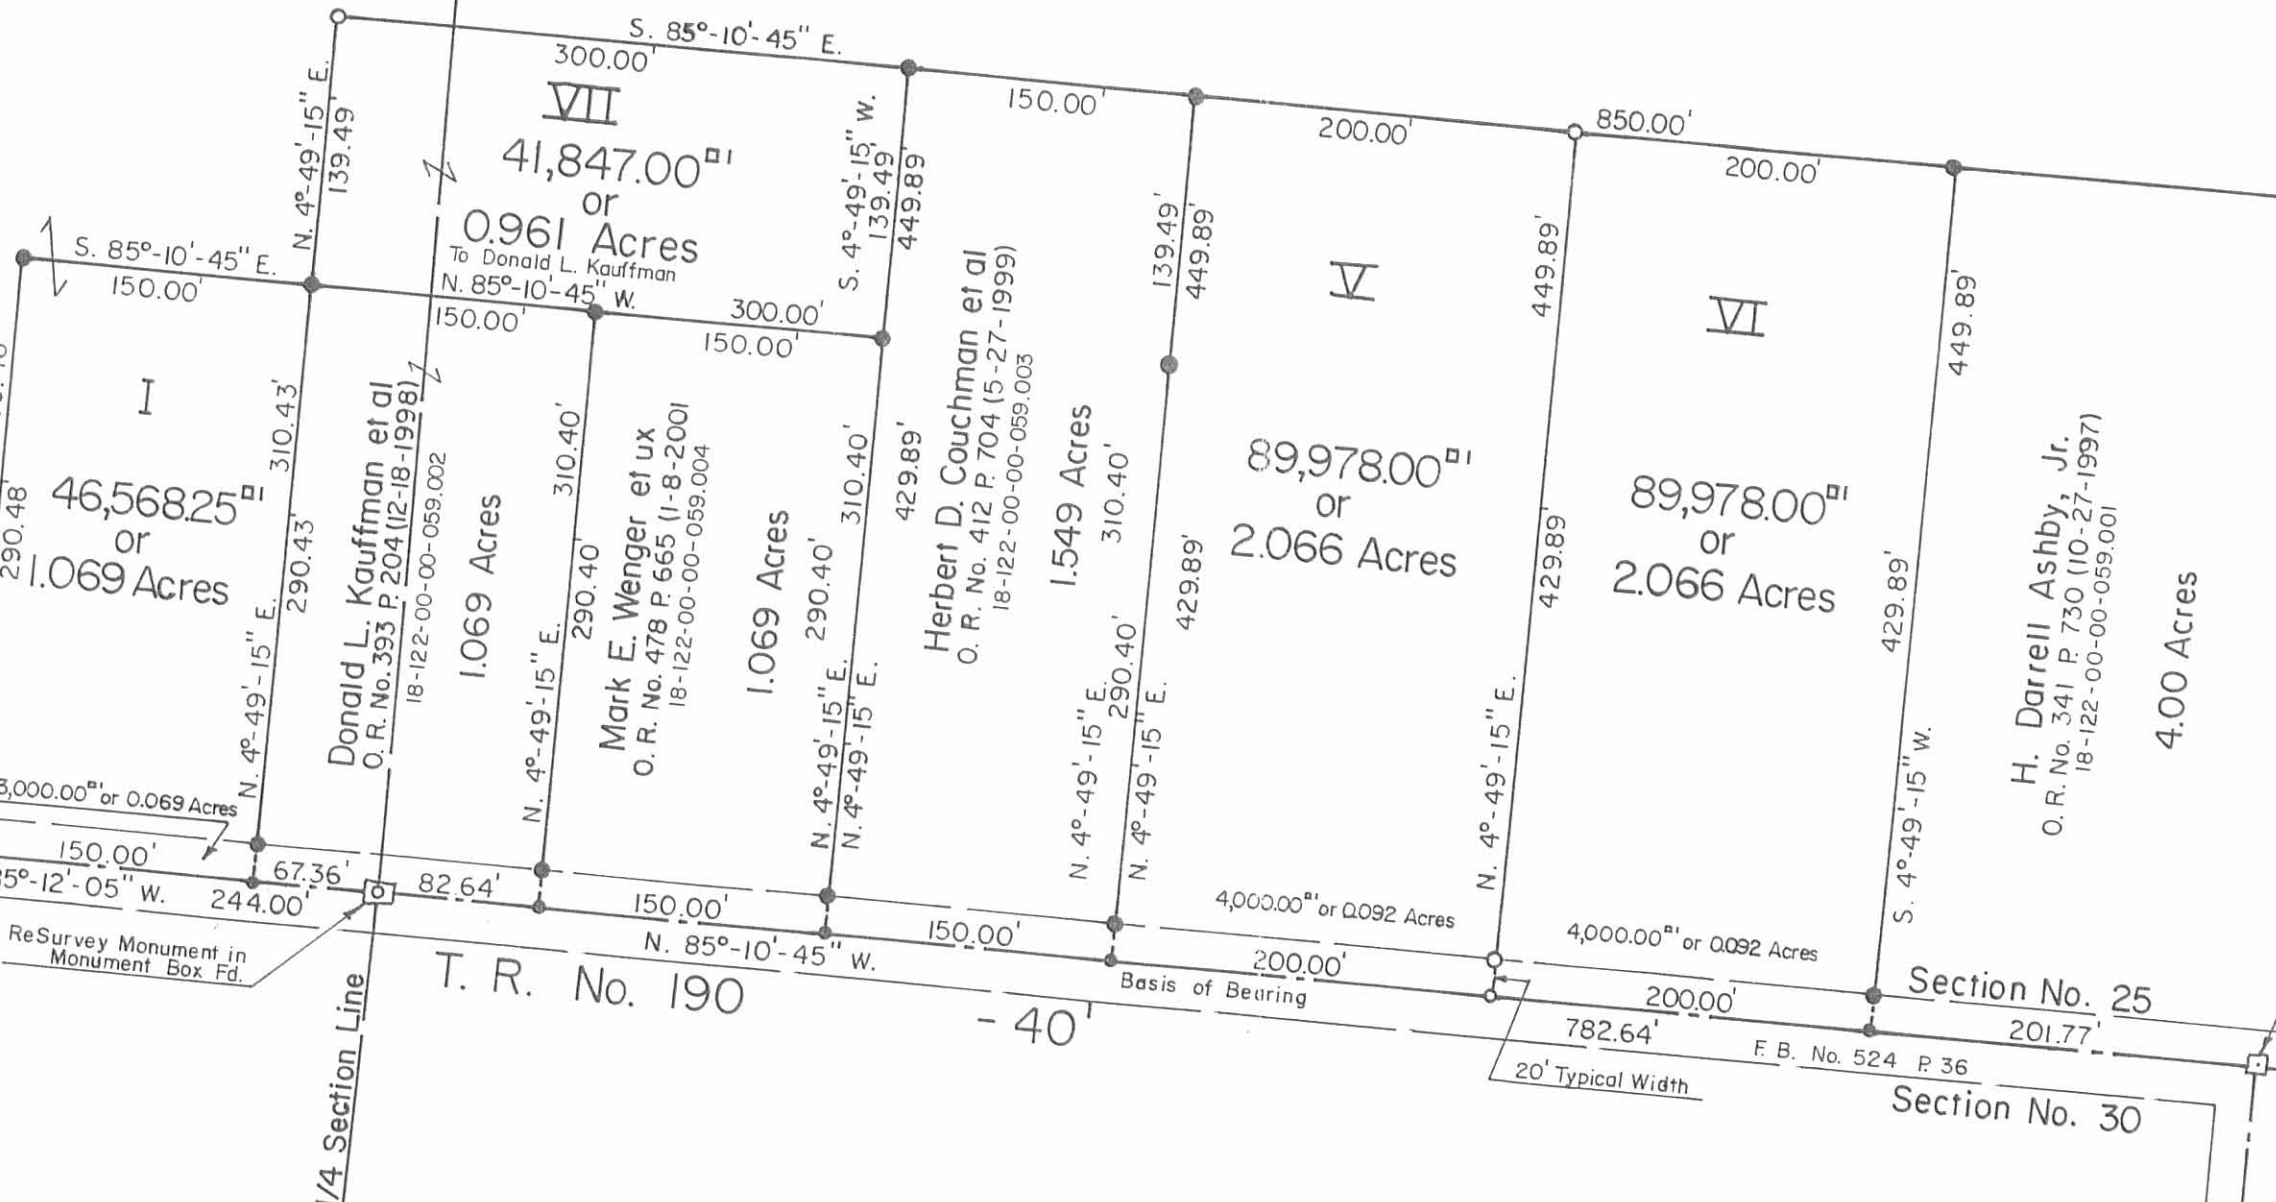 S. 85°-10'-45" E.
300.00'
N. 4°-49'-15" E.
139.49'
VII
41,847.00▫'
or
0.961 Acres
To Donald L. Kauffman
N. 85°-10'-45" W.
300.00'
S. 4°-49'-15" W.
139.49'
449.89'
150.00'
139.49'
449.89'
200.00'
850.00'
449.89'
200.00'
449.89'
S. 85°-10'-45" E.
150.00'
150.00'
150.00'
I
46,568.25▫'
or
1.069 Acres
290.48'
310.43'
290.43'
N. 4°-49'-15" E.
Donald L. Kauffman et al
O. R. No. 393 P. 204 (12-18-1998)
18-122-00-00-059.002
1.069 Acres
310.40'
290.40'
N. 4°-49'-15" E.
Mark E. Wenger et ux
O. R. No. 478 P. 665 (1-8-2001
18-122-00-00-059.004
1.069 Acres
310.40'
290.40'
N. 4°-49'-15" E.
429.89'
N. 4°-49'-15" E.
Herbert D. Couchman et al
O. R. No. 412 P. 704 (5-27-1999)
18-122-00-00-059.003
1.549 Acres
310.40'
290.40'
N. 4°-49'-15" E.
429.89'
N. 4°-49'-15" E.
V
89,978.00▫'
or
2.066 Acres
429.89'
N. 4°-49'-15" E.
VI
89,978.00▫'
or
2.066 Acres
429.89'
S. 4°-49'-15" W.
H. Darrell Ashby, Jr.
O. R. No. 341 P. 730 (10-27-1997)
18-122-00-00-059.001
4.00 Acres
3,000.00▫' or 0.069 Acres
150.00'
5°-12'-05" W.
244.00'
67.36'
82.64'
150.00'
N. 85°-10'-45" W.
150.00'
4,000.00▫' or 0.092 Acres
200.00'
Basis of Bearing
4,000.00▫' or 0.092 Acres
200.00'
782.64'
Section No. 25
201.77'
F. B. No. 524 P. 36
Section No. 30
20' Typical Width
ReSurvey Monument in
Monument Box Fd.
T. R. No. 190 - 40'
1/4 Section Line